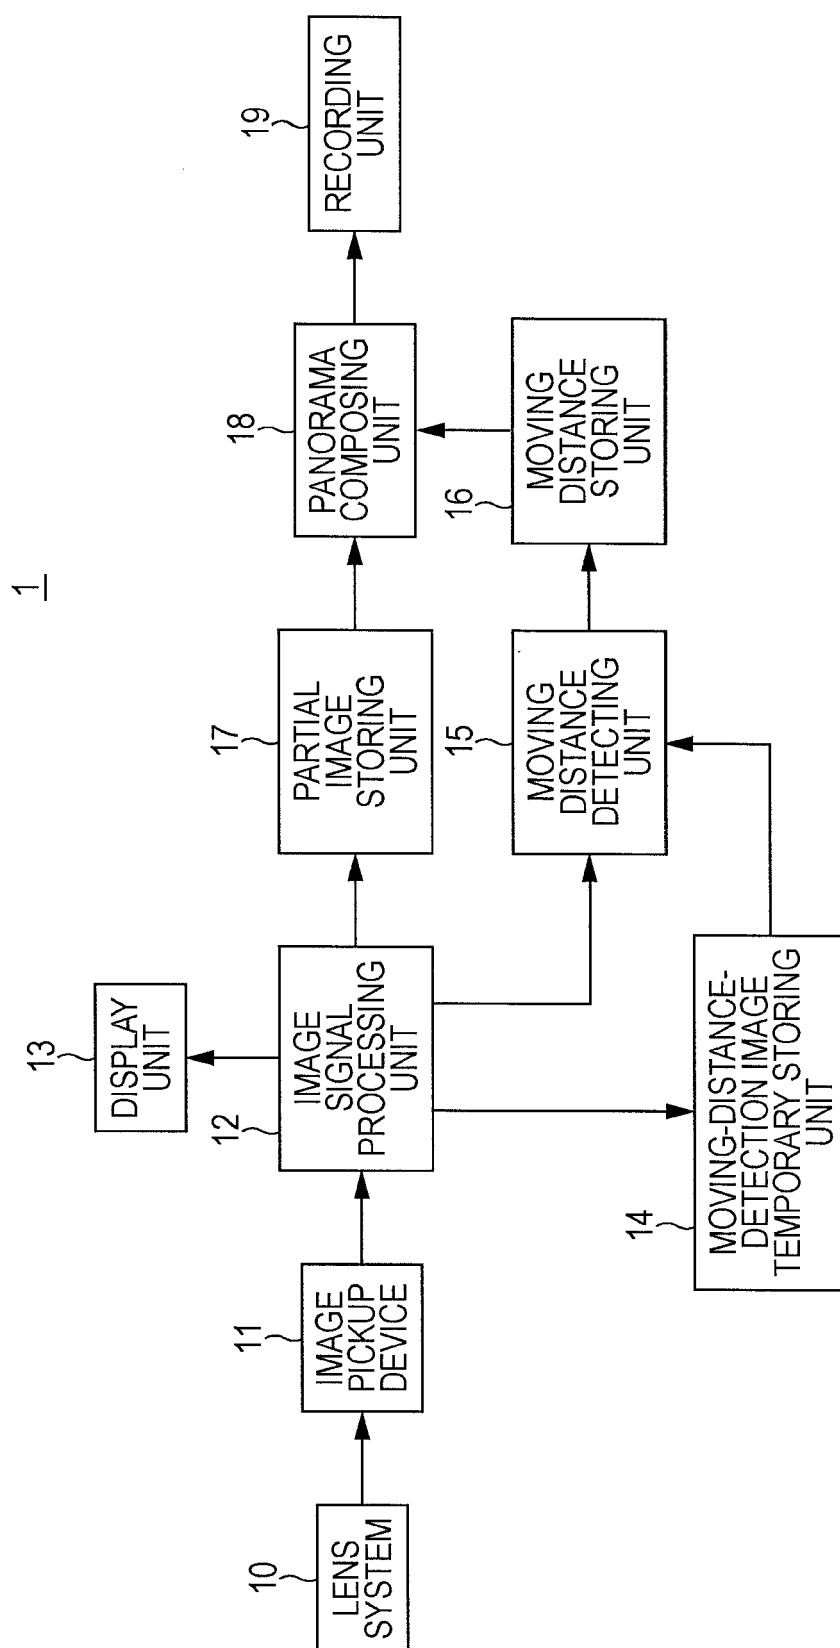 1
10
LENS
SYSTEM
11
IMAGE
PICKUP
DEVICE
12
IMAGE
SIGNAL
PROCESSING
UNIT
13
DISPLAY
UNIT
14
MOVING-DISTANCE-
DETECTION IMAGE
TEMPORARY STORING
UNIT
15
MOVING
DISTANCE
DETECTING
UNIT
16
MOVING
DISTANCE
STORING
UNIT
17
PARTIAL
IMAGE
STORING
UNIT
18
PANORAMA
COMPOSING
UNIT
19
RECORDING
UNIT